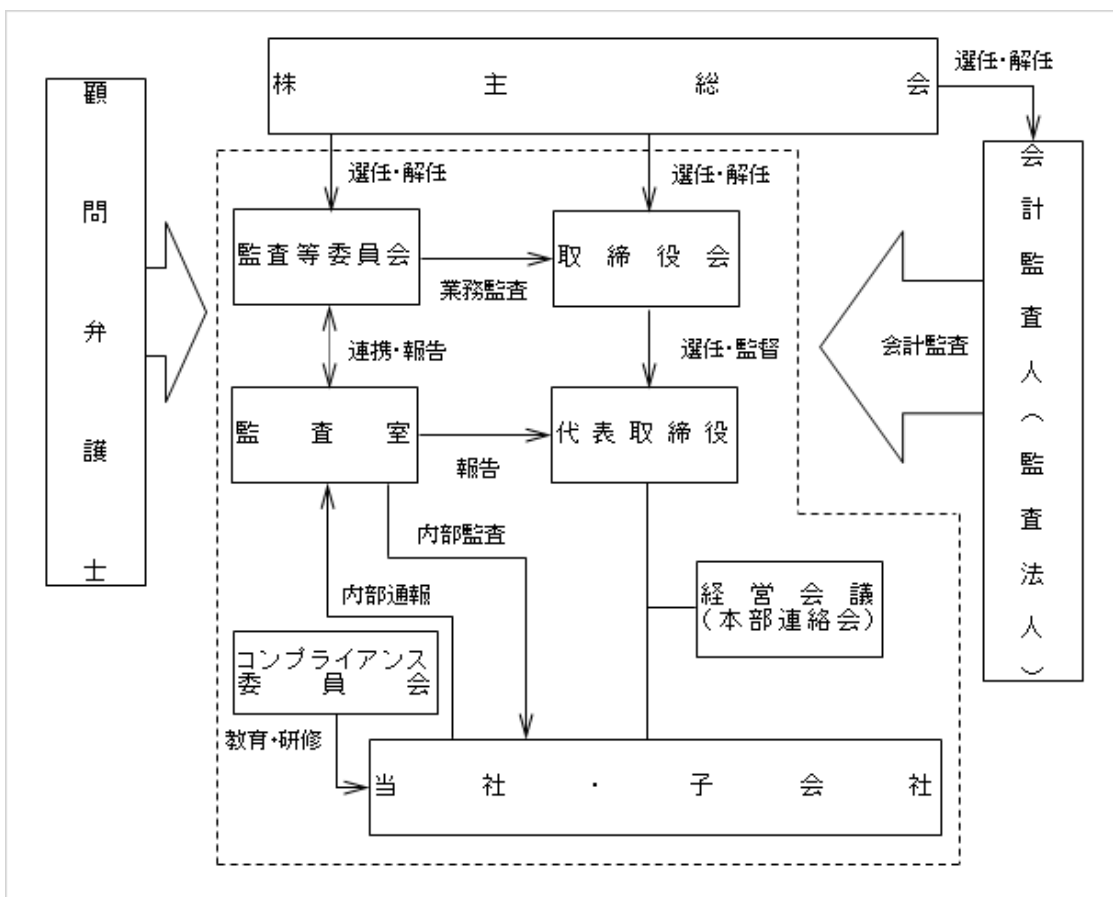 株主総会
選任・解任
顧問弁護士
選任・解任
選任・解任
会計監査人(監査法人)
監査等委員会
取締役会
業務監査
連携・報告
選任・監督
会計監査
監査室
代表取締役
報告
内部監査
内部通報
経営会議
(本部連絡会)
コンプライアンス
委員会
教育・研修
当社・子会社